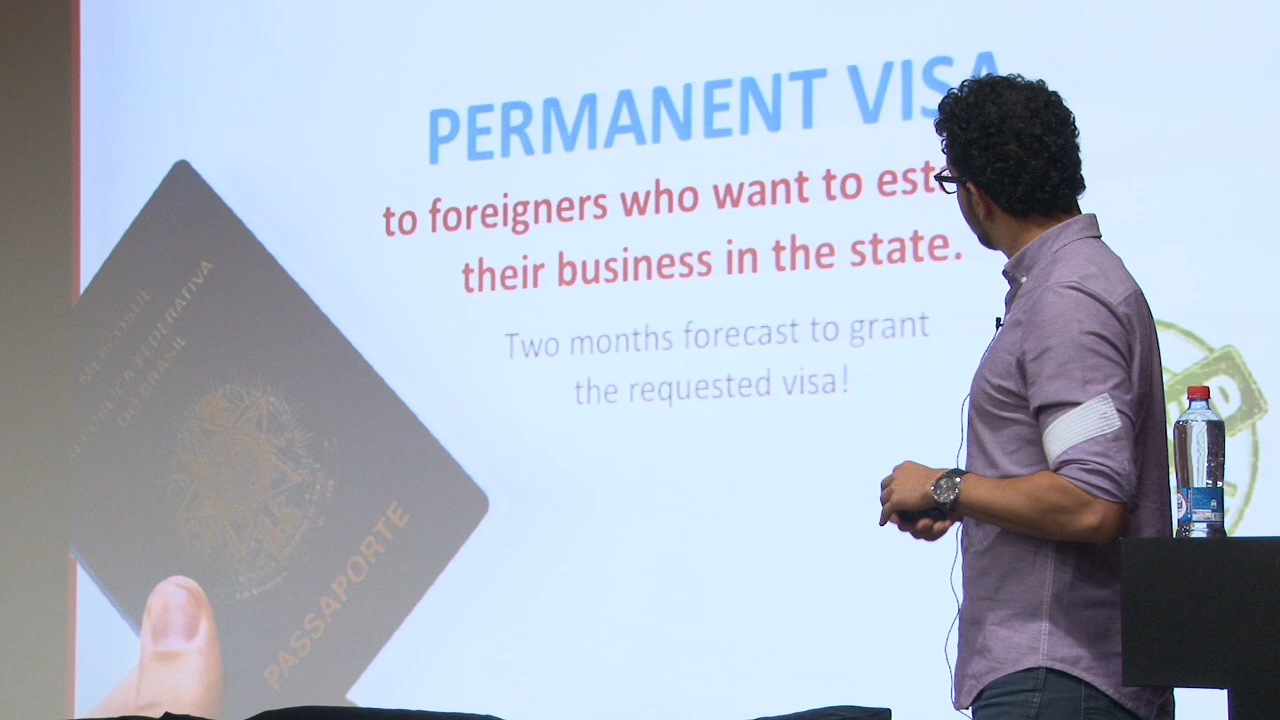 PERMANENT VISA
to foreigners who want to est
their business in the state.
Two months forecast to grant
the requested visa!
MERCOSUL
REPÚBLICA FEDERATIVA
DO BRASIL
PASSAPORTE